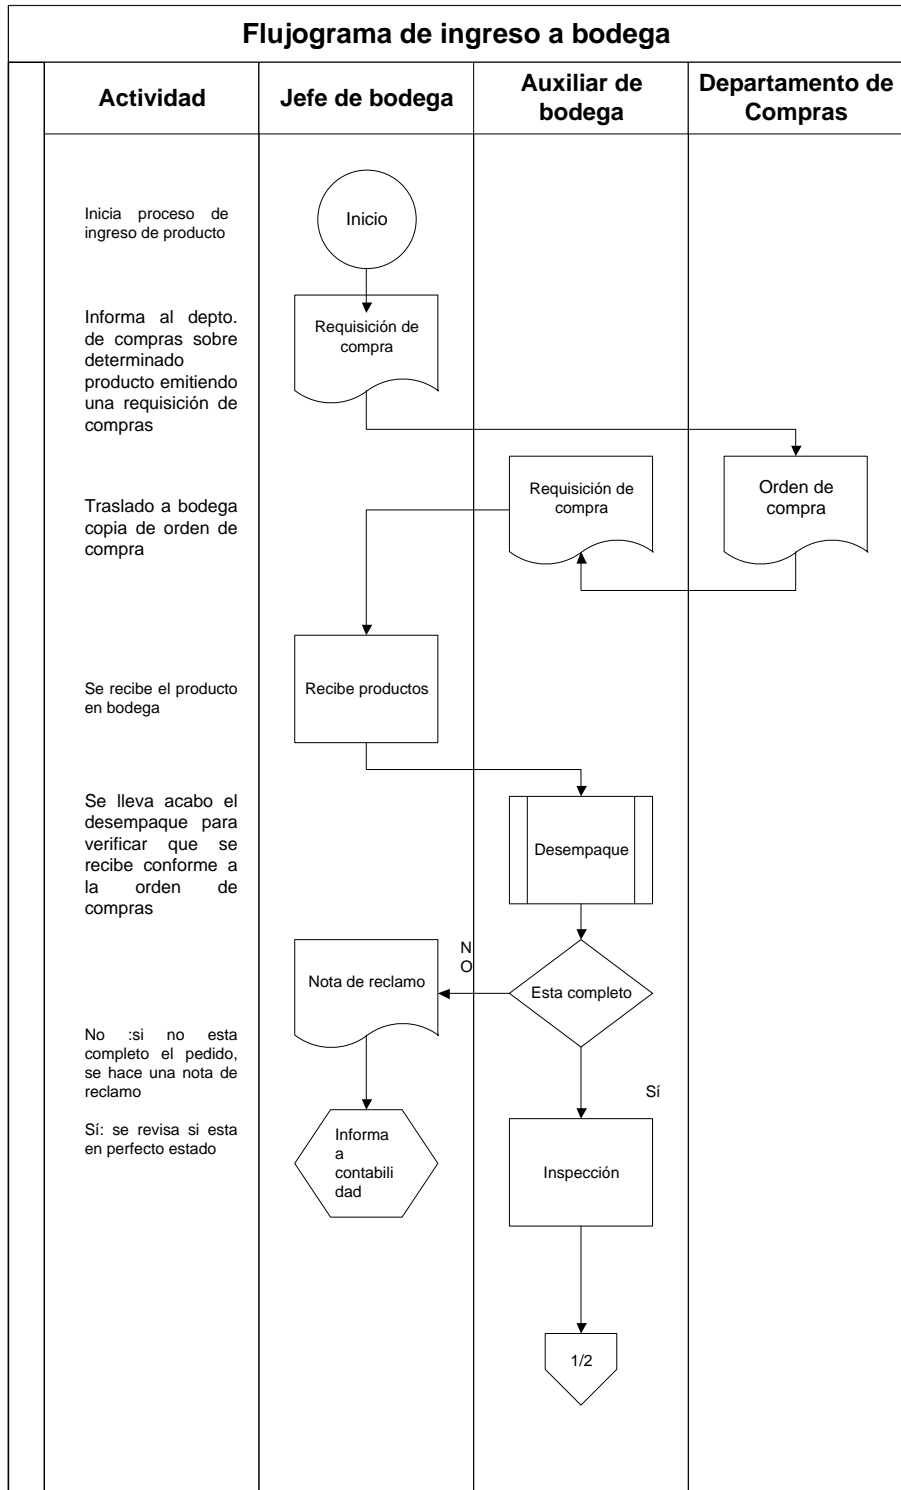 Flujograma de ingreso a bodega
Actividad
Jefe de bodega
Auxiliar de
bodega
Departamento de
Compras
Inicia proceso de
ingreso de producto
Inicio
Informa al depto.
de compras sobre
determinado
producto emitiendo
una requisición de
compras
Requisición de
compra
Traslado a bodega
copia de orden de
compra
Requisición de
compra
Orden de
compra
Se recibe el producto
en bodega
Recibe productos
Se lleva acabo el
desempaque para
verificar que se
recibe conforme a
la orden de
compras
Desempaque
Nota de reclamo
N
O
Esta completo
No :si no esta
completo el pedido,
se hace una nota de
reclamo
Sí: se revisa si esta
en perfecto estado
Sí
Informa
a
contabili
dad
Inspección
1/2